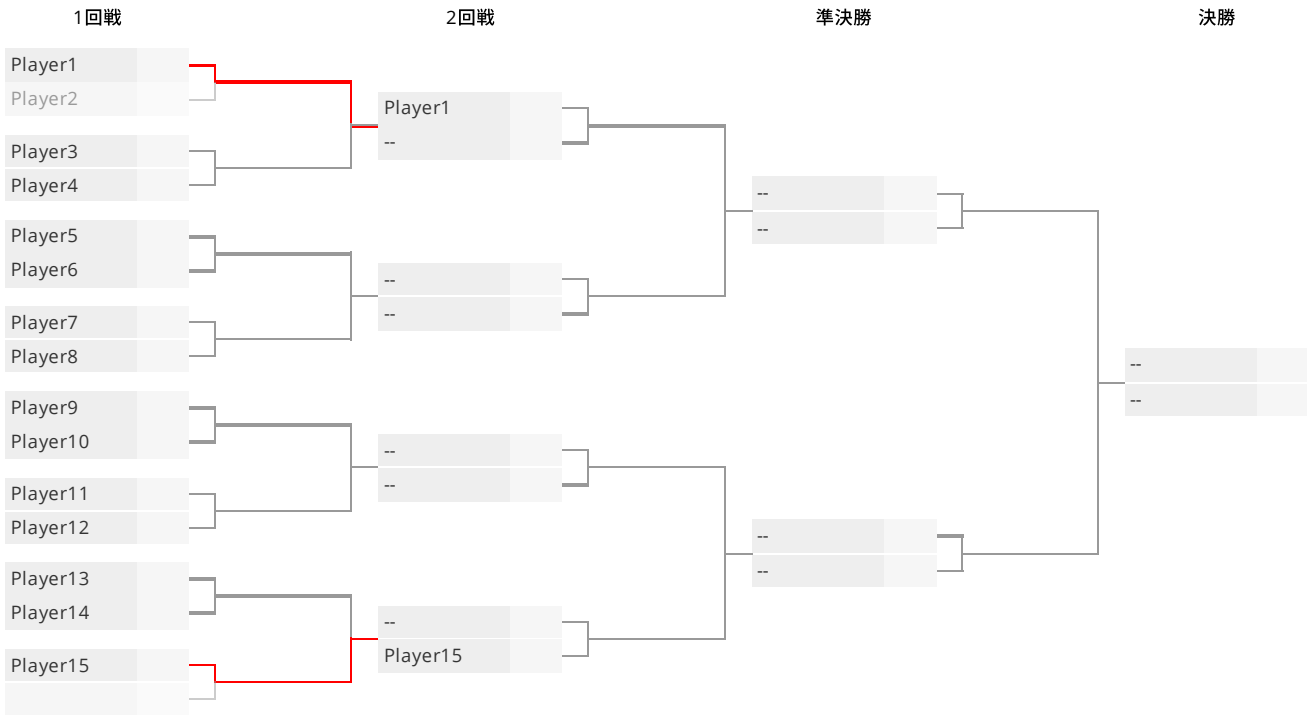 1回戦
2回戦
準決勝
決勝
Player1
Player2
Player3
Player4
Player5
Player6
Player7
Player8
Player9
Player10
Player11
Player12
Player13
Player14
Player15
Player1
--
--
--
--
--
--
Player15
--
--
--
--
--
--